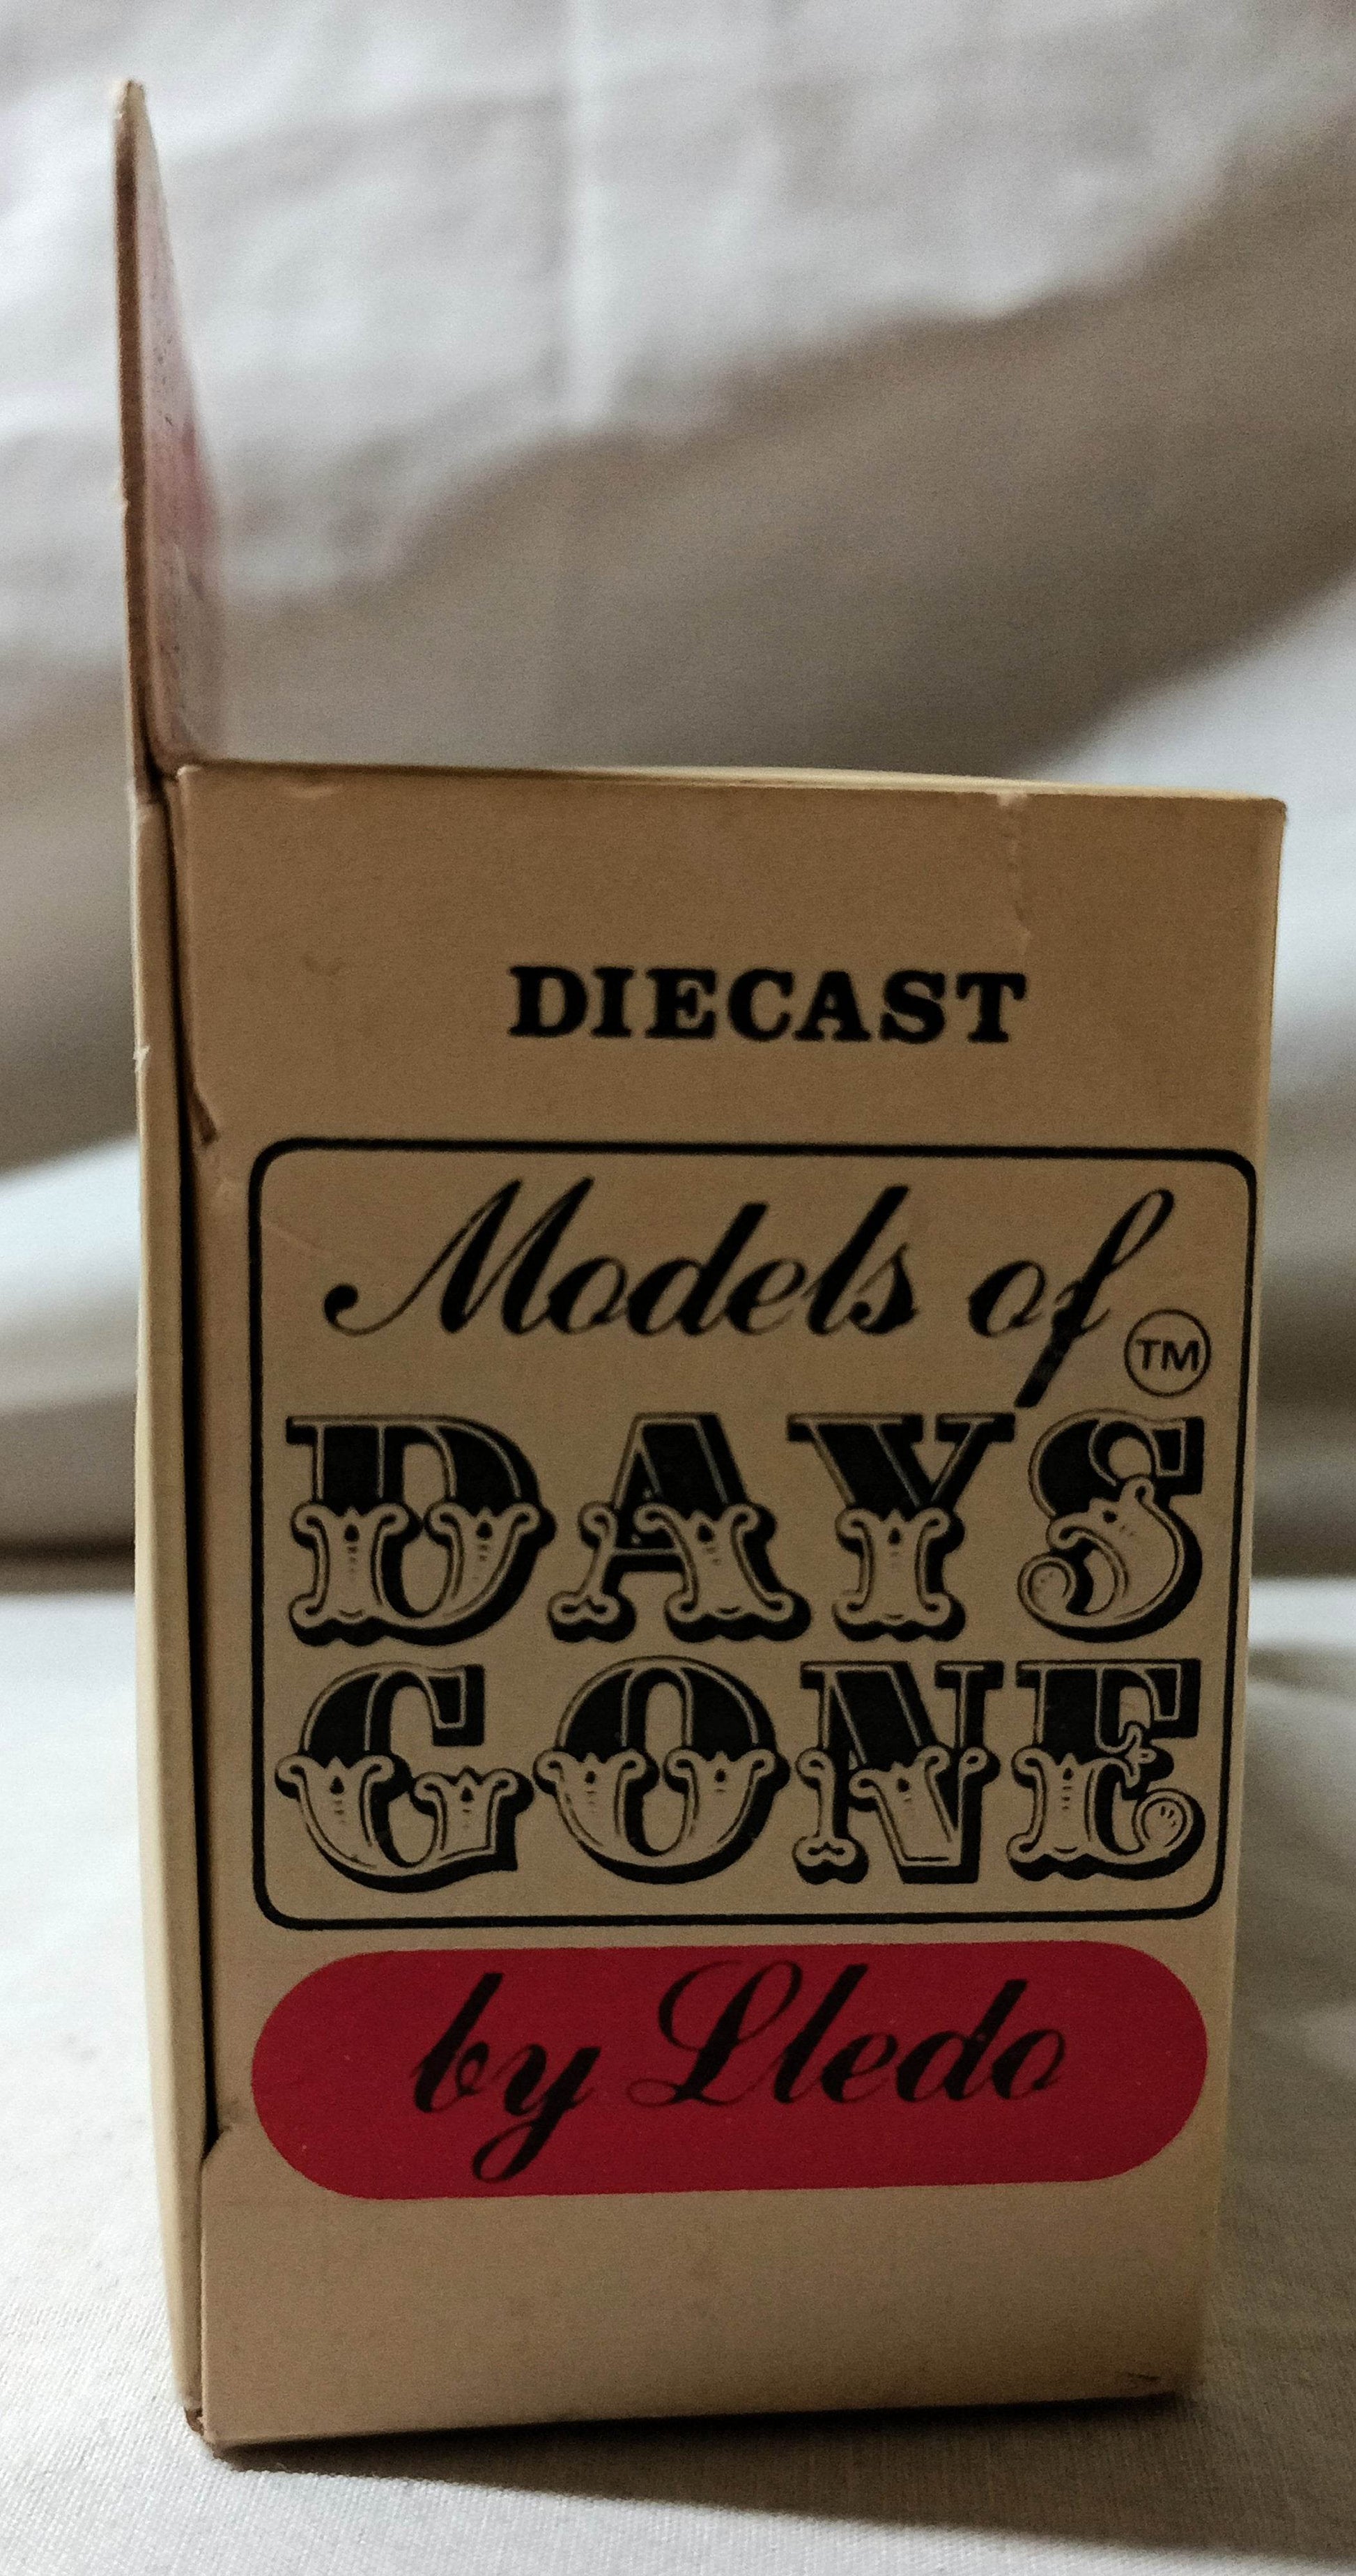 DIECAST
Models of
TM
DAYS
GONE
by Lledo